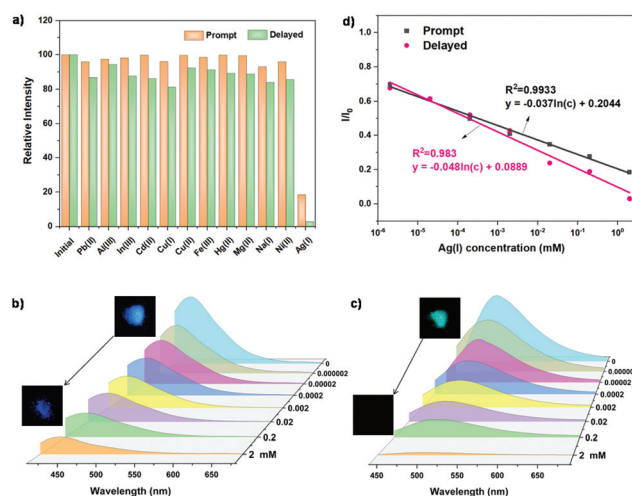 a)
Prompt
Delayed
Relative Intensity
120
100
80
60
40
20
0
Initial
Pb(II)
Al(III)
In(III)
Cd(II)
Cu(I)
Cu(II)
Fe(III)
Hg(II)
Mg(II)
Na(I)
Ni(II)
Ag(I)
d)
Prompt
Delayed
I/I0
1.0
0.8
0.6
0.4
0.2
0.0
R²=0.9933
y = -0.037ln(c) + 0.2044
R²=0.983
y = -0.048ln(c) + 0.0889
10⁻⁶ 10⁻⁵ 10⁻⁴ 10⁻³ 10⁻² 10⁻¹ 10⁰
Ag(I) concentration (mM)
b)
0
0.00002
0.0002
0.002
0.02
0.2
2 mM
450 500 550 600 650
Wavelength (nm)
c)
0
0.00002
0.0002
0.002
0.02
0.2
2 mM
450 500 550 600 650
Wavelength (nm)